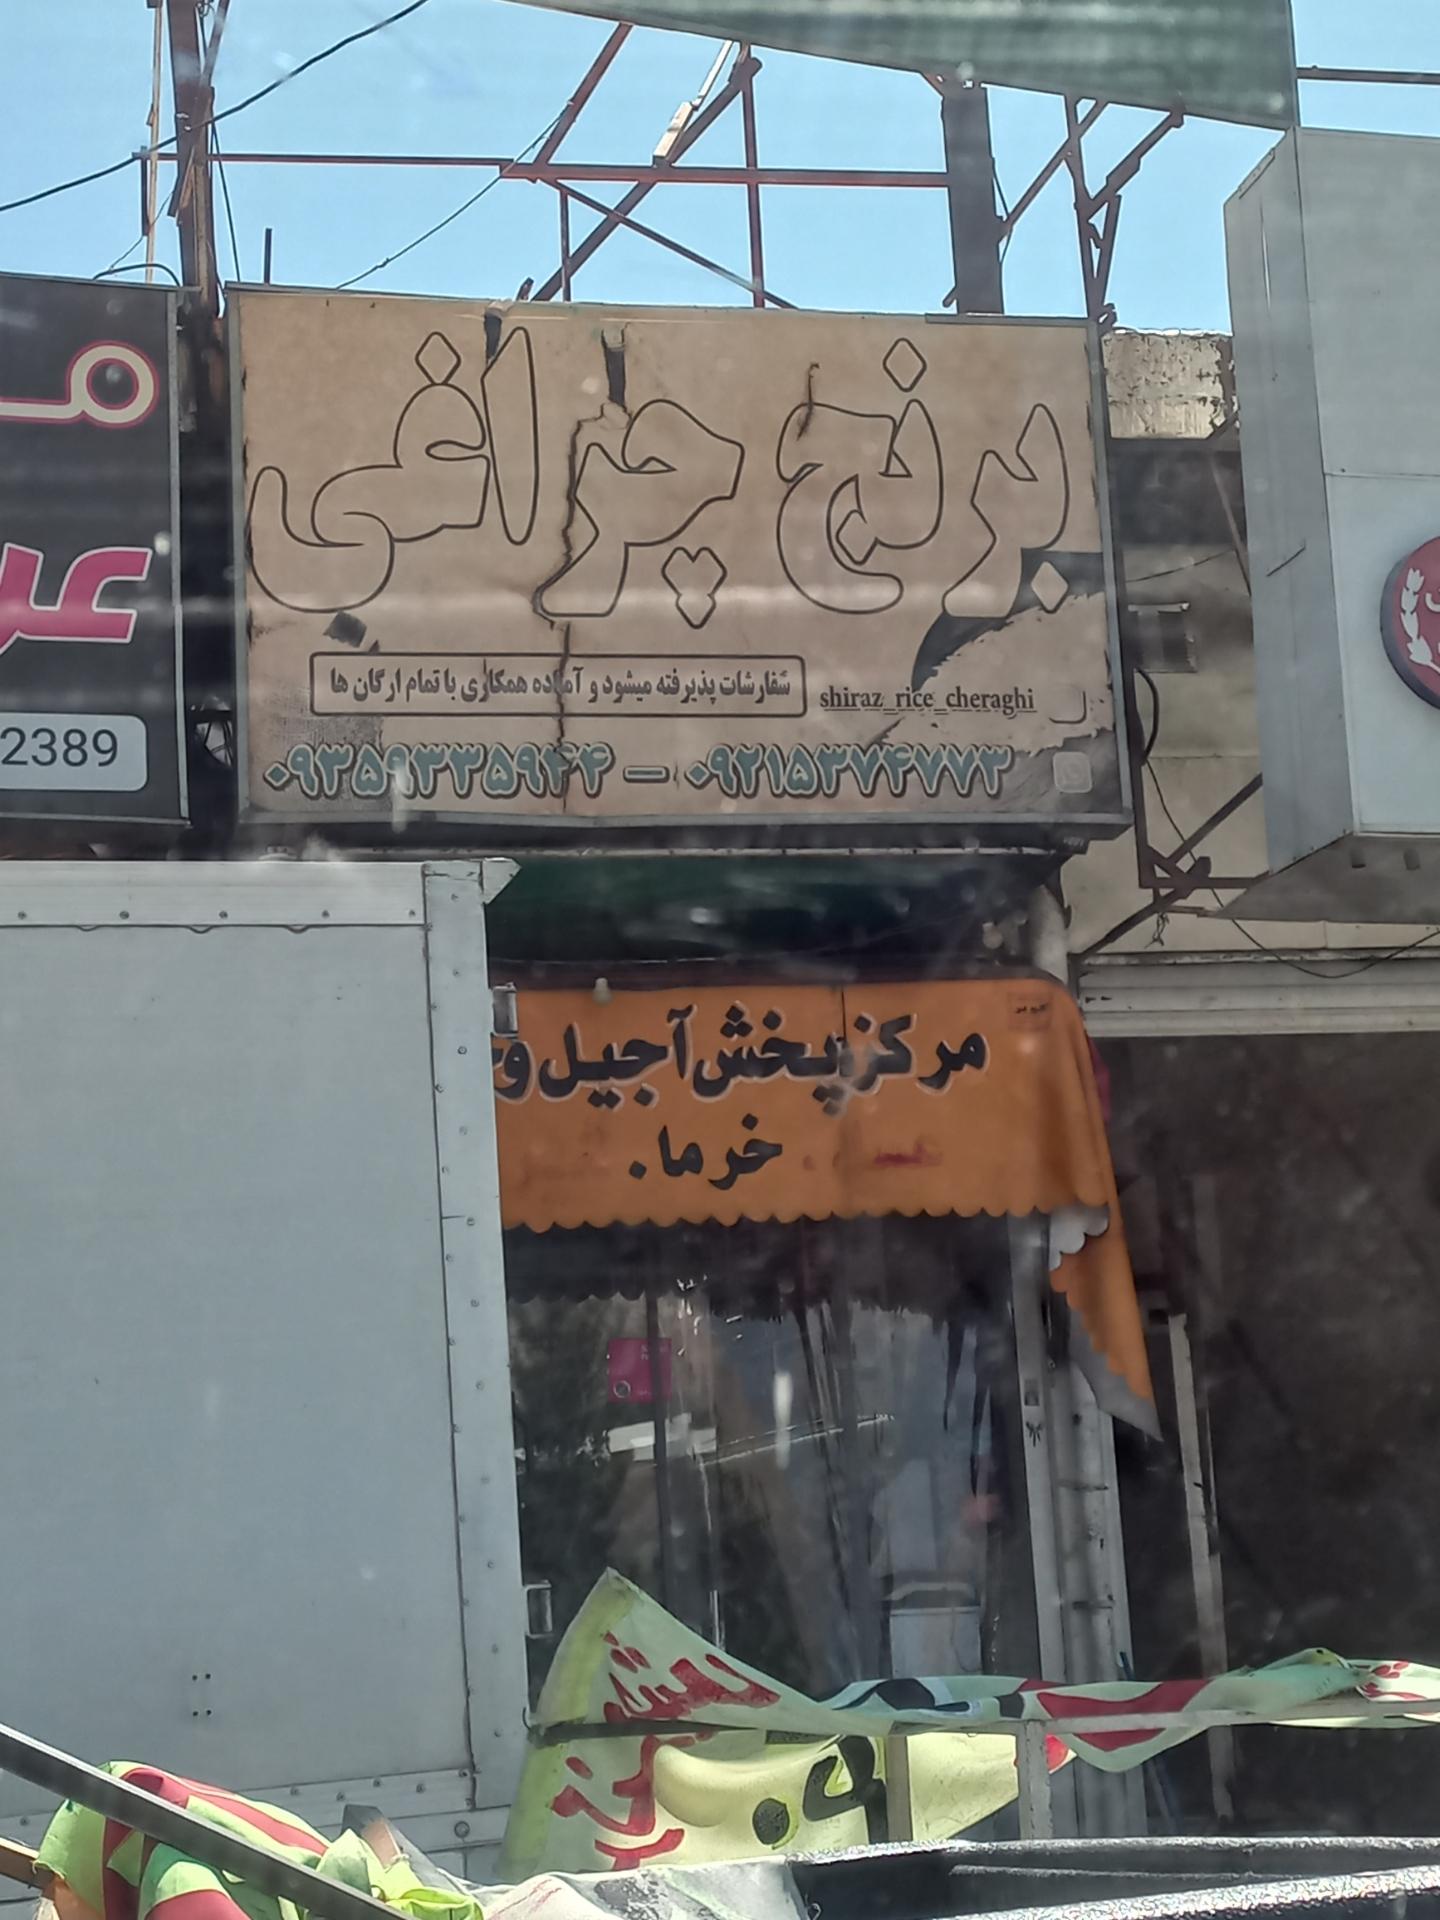 برنج چراغی
سفارشات پذیرفته میشود و آماده همکاری با تمام ارگان ها
shiraz_rice_cheraghi
۰۹۳۵۹۳۳۵۹۴۴ – ۰۹۲۱۵۳۷۴۷۷۳
2389
مرکز پخش آجیل و
خرما.